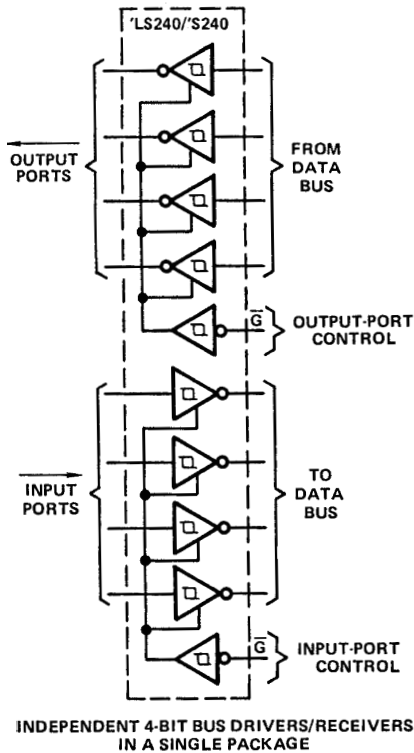 'LS240/'S240
OUTPUT
PORTS
FROM
DATA
BUS
G̅
OUTPUT-PORT
CONTROL
INPUT
PORTS
TO
DATA
BUS
G̅
INPUT-PORT
CONTROL
INDEPENDENT 4-BIT BUS DRIVERS/RECEIVERS
IN A SINGLE PACKAGE